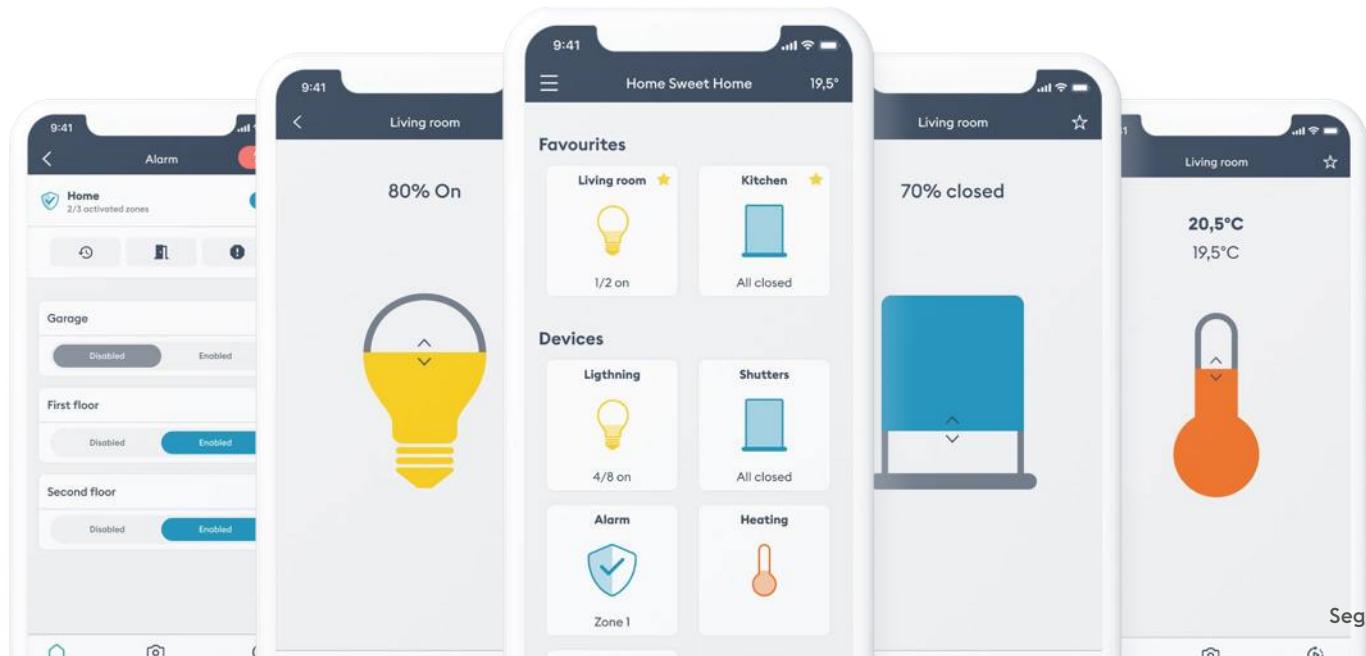 9:41
Alarm
Home
2/3 activated zones
Garage
Disabled Enabled
First floor
Disabled Enabled
Second floor
Disabled Enabled
9:41
Living room
80% On
9:41
Home Sweet Home 19,5°
Favourites
Living room Kitchen
1/2 on All closed
Devices
Ligthning Shutters
4/8 on All closed
Alarm Heating
Zone 1
Living room
70% closed
Living room
20,5°C
19,5°C
Seg